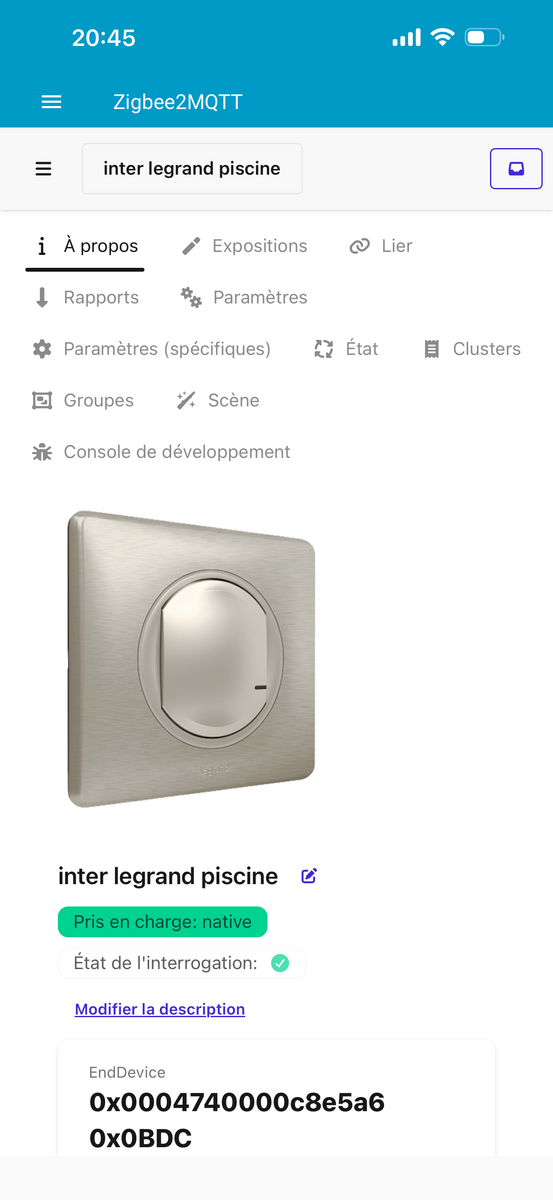 20:45
Zigbee2MQTT
inter legrand piscine
À propos Expositions Lier
Rapports Paramètres
Paramètres (spécifiques) État Clusters
Groupes Scène
Console de développement
legrand
inter legrand piscine
Pris en charge: native
État de l'interrogation:
Modifier la description
EndDevice
0x0004740000c8e5a6
0x0BDC